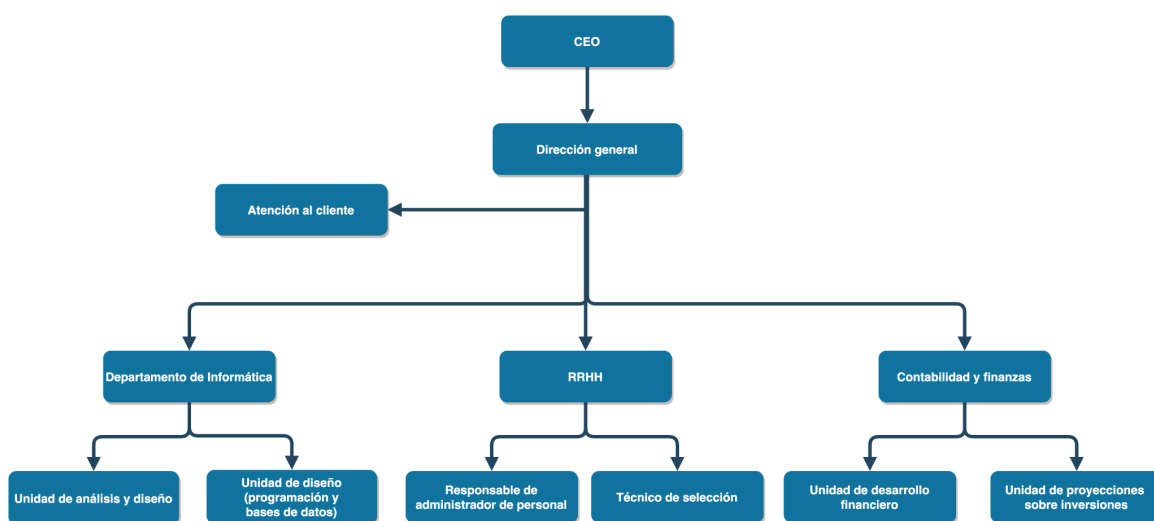 CEO
Dirección general
Atención al cliente
Departamento de Informática
RRHH
Contabilidad y finanzas
Unidad de análisis y diseño
Unidad de diseño
(programación y
bases de datos)
Responsable de
administrador de personal
Técnico de selección
Unidad de desarrollo
financiero
Unidad de proyecciones
sobre inversiones